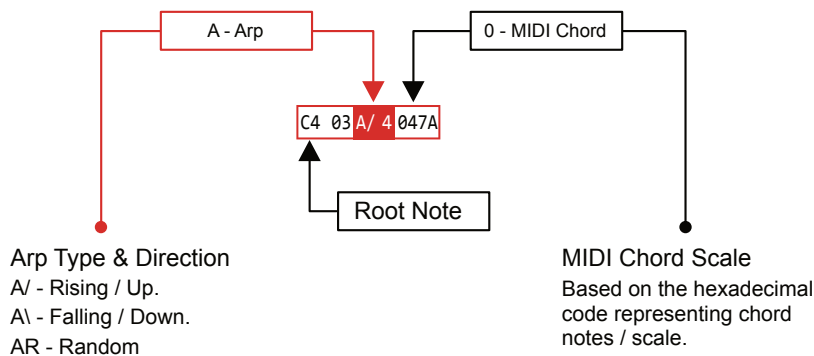 A - Arp
0 - MIDI Chord
C4 03 A/ 4 047A
Root Note
Arp Type & Direction
A/ - Rising / Up.
A\ - Falling / Down.
AR - Random
MIDI Chord Scale
Based on the hexadecimal
code representing chord
notes / scale.